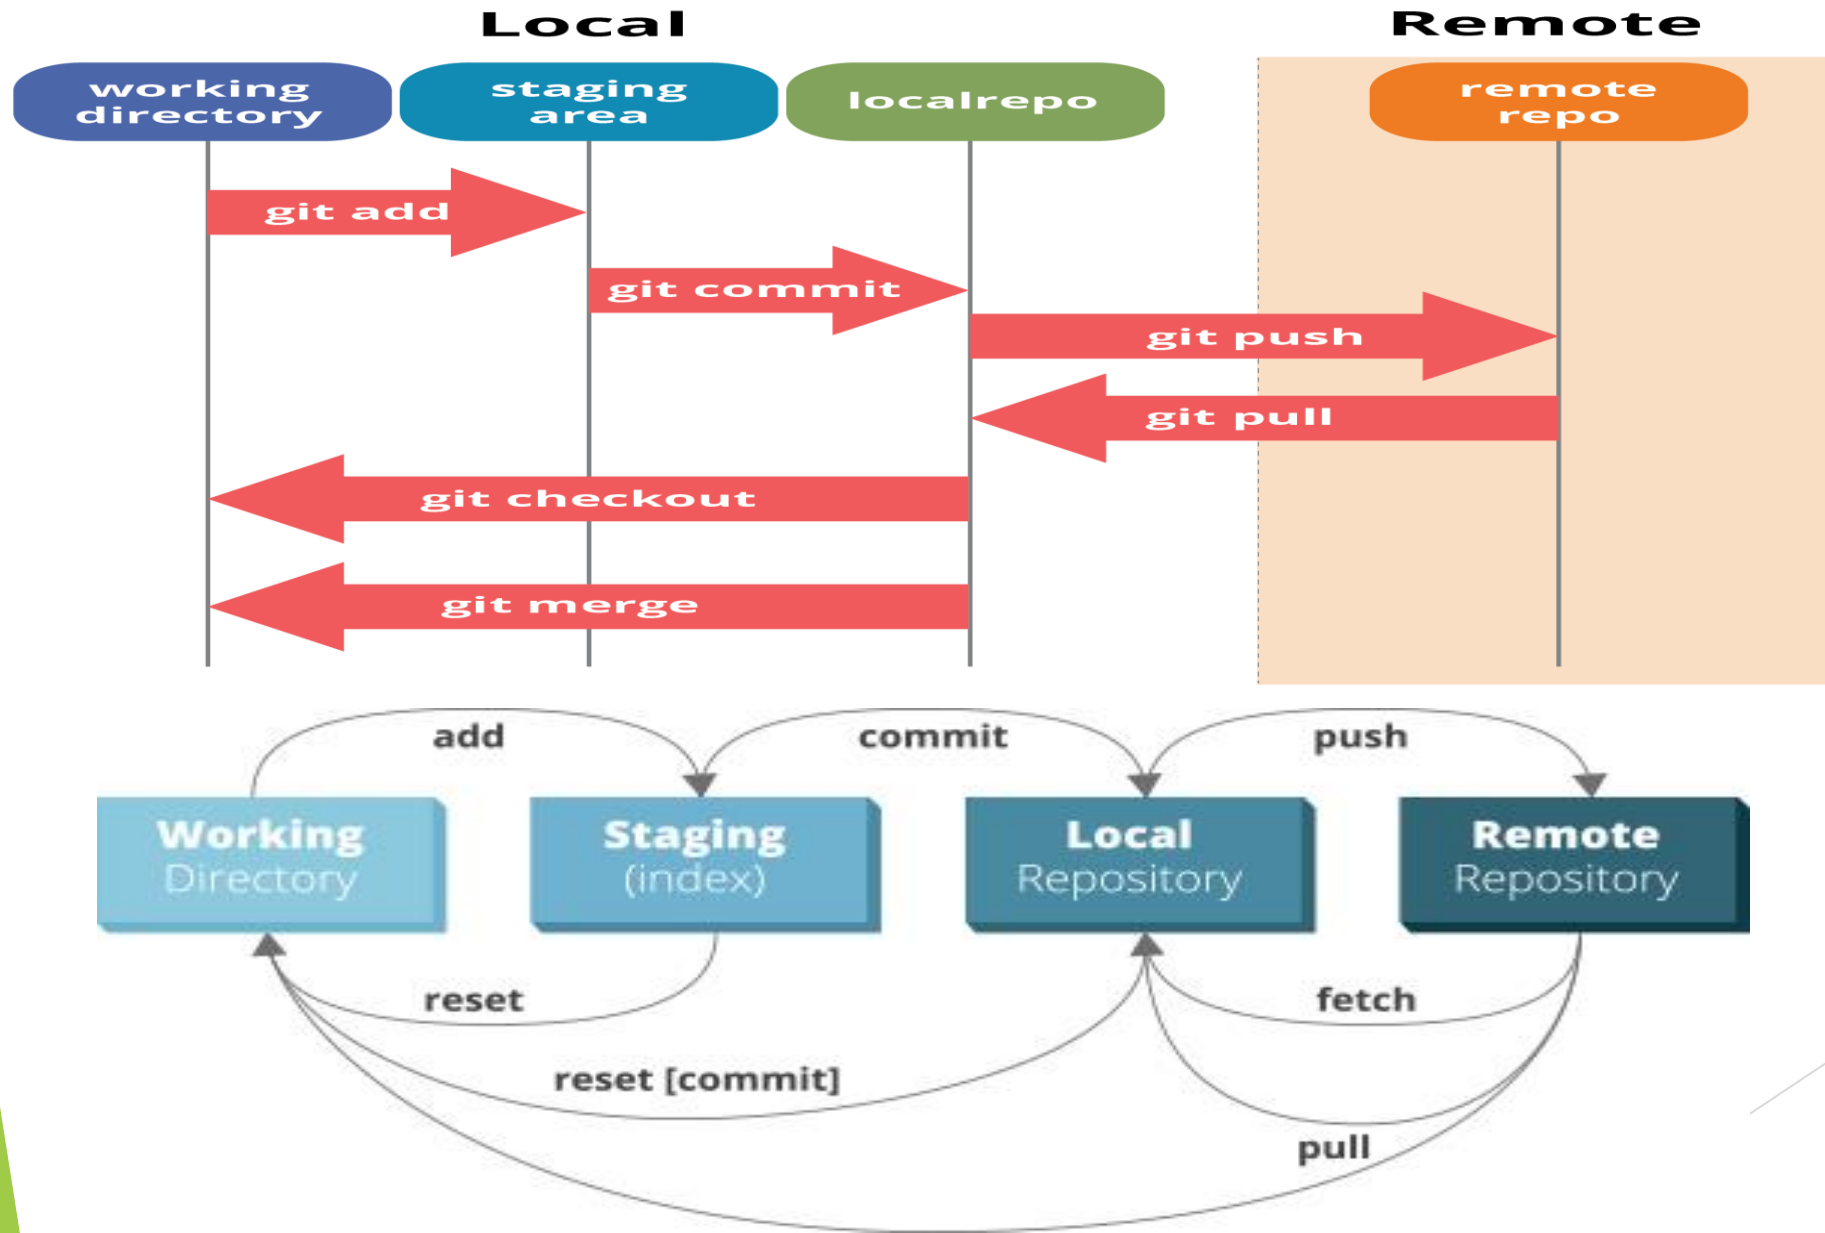 Local
Remote
working
directory
staging
area
localrepo
remote
repo
git add
git commit
git push
git pull
git checkout
git merge
add
commit
push
Working
Directory
Staging
(index)
Local
Repository
Remote
Repository
reset
fetch
reset [commit]
pull